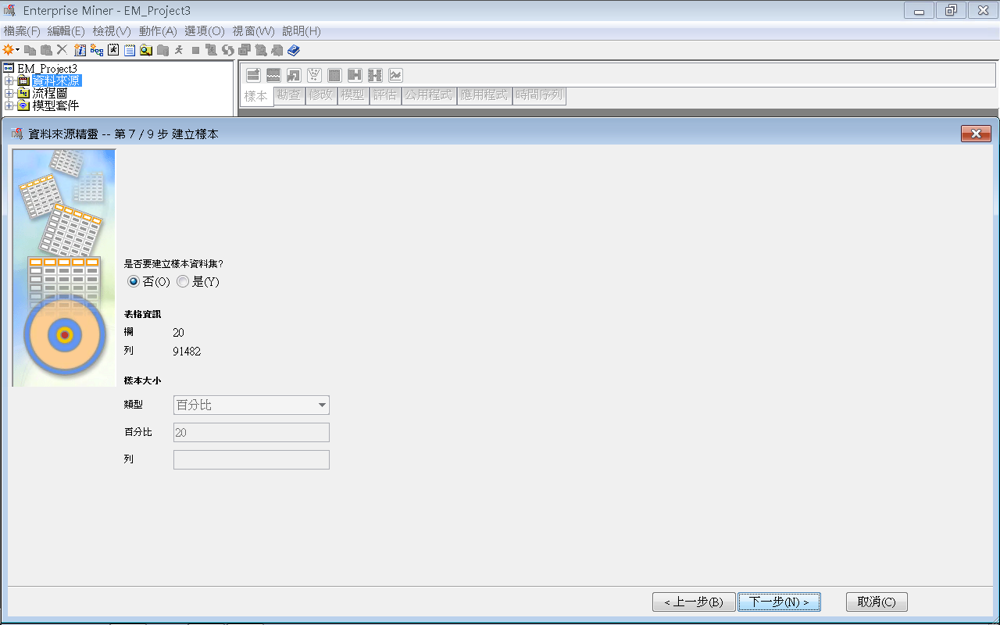 Enterprise Miner - EM_Project3
檔案(F) 編輯(E) 檢視(V) 動作(A) 選項(O) 視窗(W) 說明(H)
EM_Project3
資料來源
流程圖
模型套件
樣本 勘查 修改 模型 評估 公用程式 應用程式 時間序列
資料來源精靈 -- 第 7 / 9 步 建立樣本
是否要建立樣本資料集?
否(O) 是(Y)
表格資訊
欄 20
列 91482
樣本大小
類型 百分比
百分比 20
列
< 上一步(B) 下一步(N) > 取消(C)